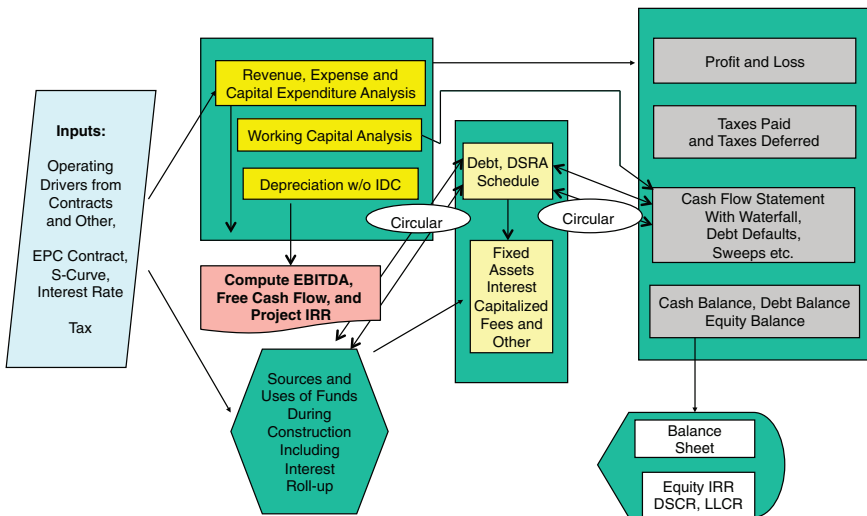 Inputs:
Operating
Drivers from
Contracts
and Other,
EPC Contract,
S-Curve,
Interest Rate
Tax
Revenue, Expense and
Capital Expenditure Analysis
Working Capital Analysis
Depreciation w/o IDC
Compute EBITDA,
Free Cash Flow, and
Project IRR
Sources and
Uses of Funds
During
Construction
Including
Interest
Roll-up
Circular
Debt, DSRA
Schedule
Fixed
Assets
Interest
Capitalized
Fees and
Other
Circular
Profit and Loss
Taxes Paid
and Taxes Deferred
Cash Flow Statement
With Waterfall,
Debt Defaults,
Sweeps etc.
Cash Balance, Debt Balance
Equity Balance
Balance
Sheet
Equity IRR
DSCR, LLCR